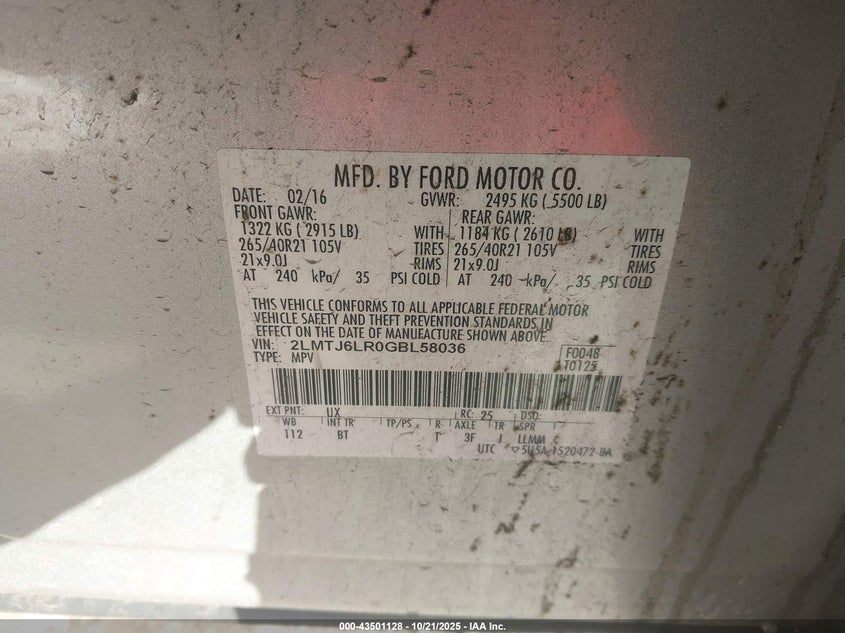 MFD. BY FORD MOTOR CO.
DATE: 02/16 GVWR: 2495 KG ( 5500 LB)
FRONT GAWR: REAR GAWR:
1322 KG ( 2915 LB) WITH 1184 KG ( 2610 LB) WITH
265/40R21 105V TIRES 265/40R21 105V TIRES
21x9.0J RIMS 21x9.0J RIMS
AT 240 kPa/ 35 PSI COLD AT 240 kPa/ 35 PSI COLD
THIS VEHICLE CONFORMS TO ALL APPLICABLE FEDERAL MOTOR
VEHICLE SAFETY AND THEFT PREVENTION STANDARDS IN
EFFECT ON THE DATE OF MANUFACTURE SHOWN ABOVE.
VIN: 2LMTJ6LR0GBL58036 F0048
TYPE: MPV T0125
EXT PNT: UX RC: 25 DSO:
WB INT TR TP/PS R AXLE TR SPR
112 BT T 3F J LLMM
UTC ▽5U5A-1520472-BA
000-43501128 - 10/21/2025 - IAA Inc.